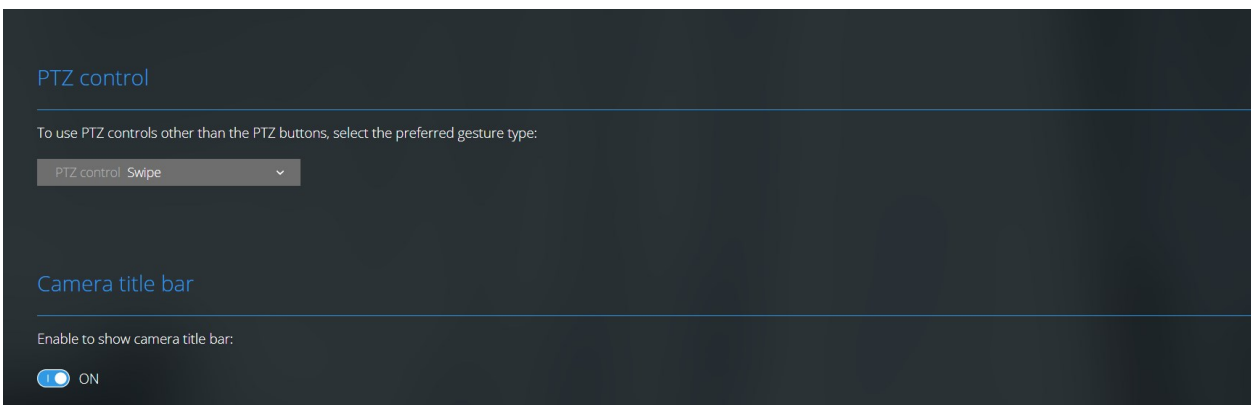 PTZ control
To use PTZ controls other than the PTZ buttons, select the preferred gesture type:
PTZ control Swipe
Camera title bar
Enable to show camera title bar:
ON